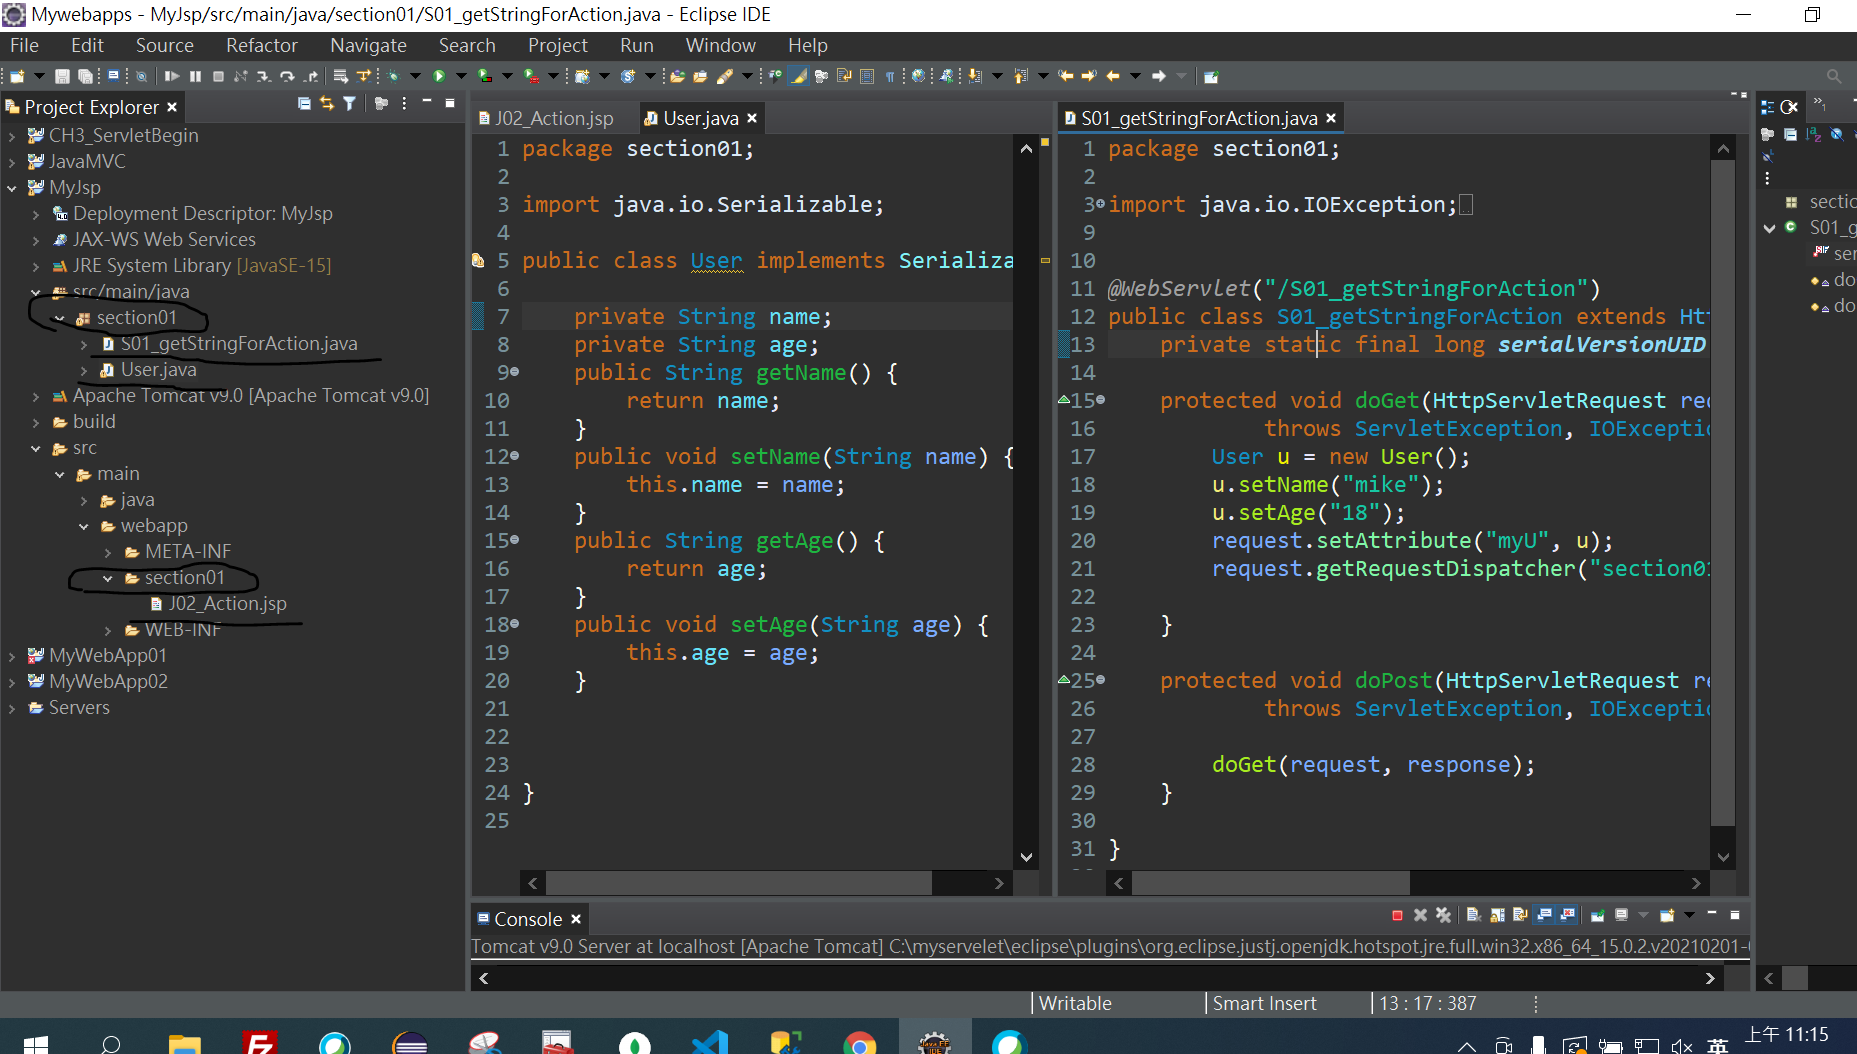 Mywebapps - MyJsp/src/main/java/section01/S01_getStringForAction.java - Eclipse IDE
File Edit Source Refactor Navigate Search Project Run Window Help
Project Explorer
CH3_ServletBegin
JavaMVC
MyJsp
Deployment Descriptor: MyJsp
JAX-WS Web Services
JRE System Library [JavaSE-15]
src/main/java
section01
S01_getStringForAction.java
User.java
Apache Tomcat v9.0 [Apache Tomcat v9.0]
build
src
main
java
webapp
META-INF
section01
J02_Action.jsp
WEB-INF
MyWebApp01
MyWebApp02
Servers
J02_Action.jsp User.java
1 package section01;
2
3 import java.io.Serializable;
4
5 public class User implements Serializa
6
7 private String name;
8 private String age;
9 public String getName() {
10 return name;
11 }
12 public void setName(String name) {
13 this.name = name;
14 }
15 public String getAge() {
16 return age;
17 }
18 public void setAge(String age) {
19 this.age = age;
20 }
21
22
23
24 }
25
S01_getStringForAction.java
1 package section01;
2
3 import java.io.IOException;
9
10
11 @WebServlet("/S01_getStringForAction")
12 public class S01_getStringForAction extends Htt
13 private static final long serialVersionUID
14
15 protected void doGet(HttpServletRequest req
16 throws ServletException, IOExceptio
17 User u = new User();
18 u.setName("mike");
19 u.setAge("18");
20 request.setAttribute("myU", u);
21 request.getRequestDispatcher("section01
22
23 }
24
25 protected void doPost(HttpServletRequest re
26 throws ServletException, IOExceptio
27
28 doGet(request, response);
29 }
30
31 }
sectio
S01_g
ser
do
do
Console
Tomcat v9.0 Server at localhost [Apache Tomcat] C:\myservelet\eclipse\plugins\org.eclipse.justj.openjdk.hotspot.jre.full.win32.x86_64_15.0.2.v20210201-
Writable Smart Insert 13 : 17 : 387
英 上午 11:15